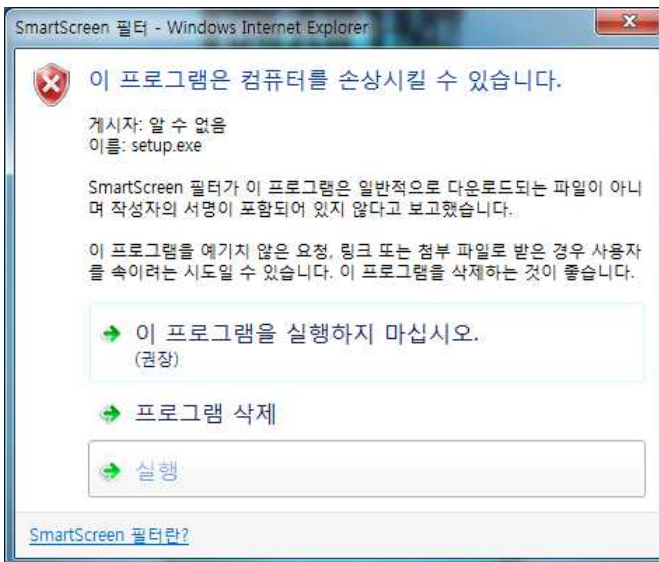 SmartScreen 필터 - Windows Internet Explorer
이 프로그램은 컴퓨터를 손상시킬 수 있습니다.
게시자: 알 수 없음
이름: setup.exe
SmartScreen 필터가 이 프로그램은 일반적으로 다운로드되는 파일이 아니
며 작성자의 서명이 포함되어 있지 않다고 보고했습니다.
이 프로그램을 예기치 않은 요청, 링크 또는 첨부 파일로 받은 경우 사용자
를 속이려는 시도일 수 있습니다. 이 프로그램을 삭제하는 것이 좋습니다.
이 프로그램을 실행하지 마십시오.
(권장)
프로그램 삭제
실행
SmartScreen 필터란?